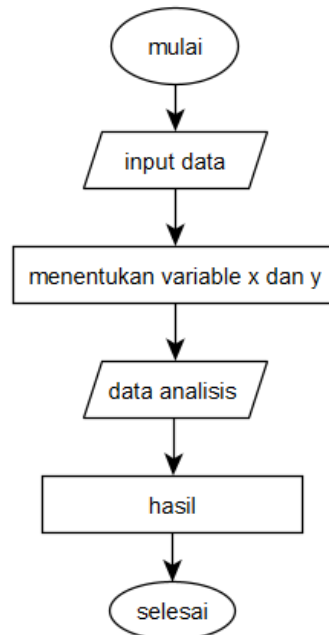 mulai
input data
menentukan variable x dan y
data analisis
hasil
selesai